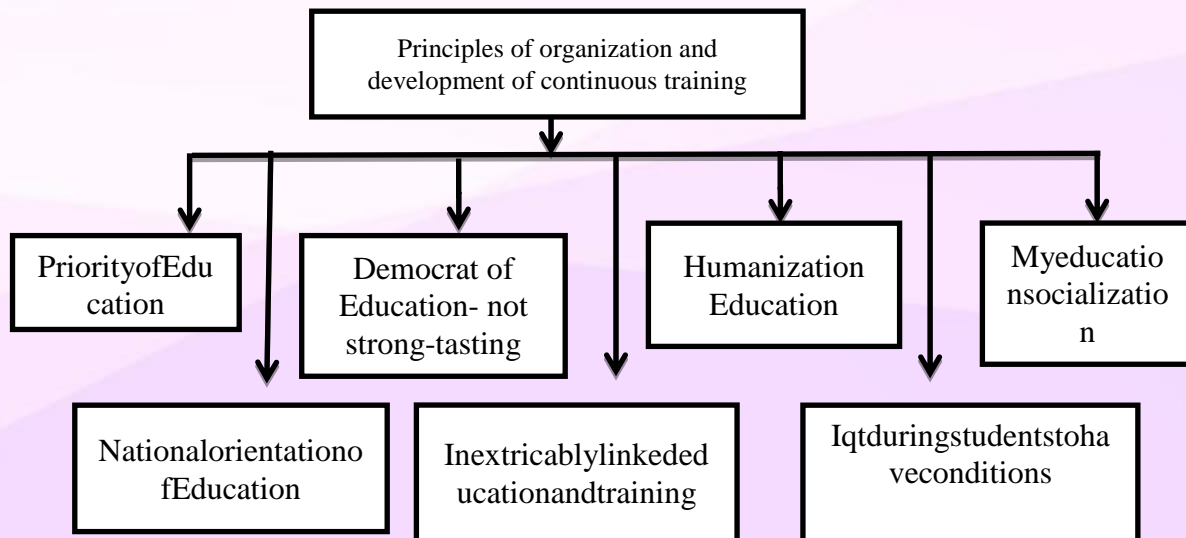 Principles of organization and
development of continuous training
PriorityofEdu
cation
Democrat of
Education- not
strong-tasting
Humanization
Education
Myeducatio
nsocializatio
n
Nationalorientationo
fEducation
Inextricablylinkeded
ucationandtraining
Iqtduringstudentstoha
veconditions